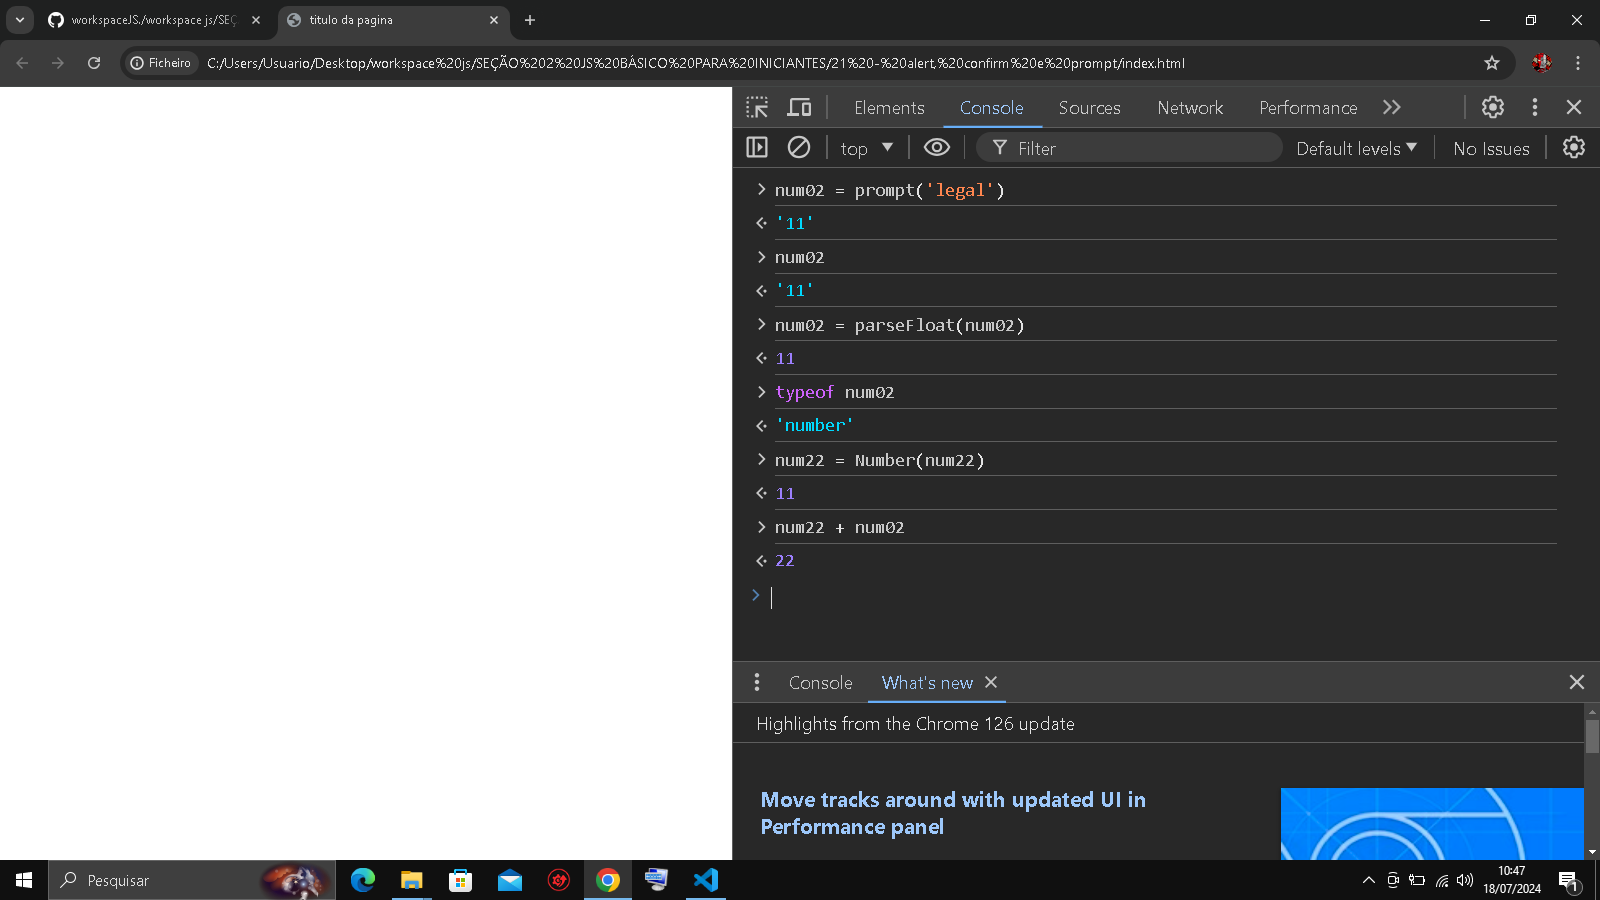 workspaceJS./workspace js/SEÇ
titulo da pagina
Ficheiro
C:/Users/Usuario/Desktop/workspace%20js/SEÇÃO%202%20JS%20BÁSICO%20PARA%20INICIANTES/21%20-%20alert,%20confirm%20e%20prompt/index.html
Elements Console Sources Network Performance
top Filter Default levels No Issues
num02 = prompt('legal')
'11'
num02
'11'
num02 = parseFloat(num02)
11
typeof num02
'number'
num22 = Number(num22)
11
num22 + num02
22
Console What's new
Highlights from the Chrome 126 update
Move tracks around with updated UI in
Performance panel
Pesquisar
10:47
18/07/2024
1